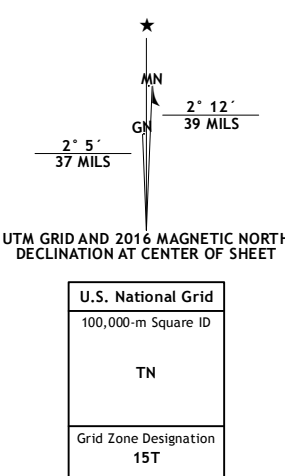 ★
MN
2° 12´
39 MILS
GN
2° 5´
37 MILS
UTM GRID AND 2016 MAGNETIC NORTH
DECLINATION AT CENTER OF SHEET
U.S. National Grid
100,000-m Square ID
TN
Grid Zone Designation
15T